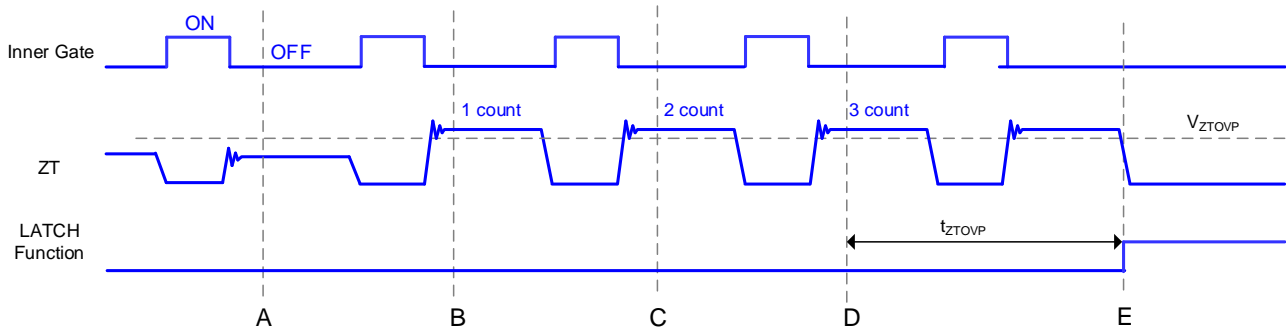 ON
Inner Gate
OFF
1 count
2 count
3 count
VZTOVP
ZT
LATCH
Function
tZTOVP
A
B
C
D
E